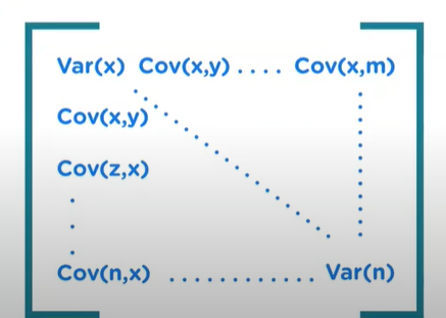 Var(x) Cov(x,y) .... Cov(x,m)
Cov(x,y)
Cov(z,x)
Cov(n,x) ............. Var(n)